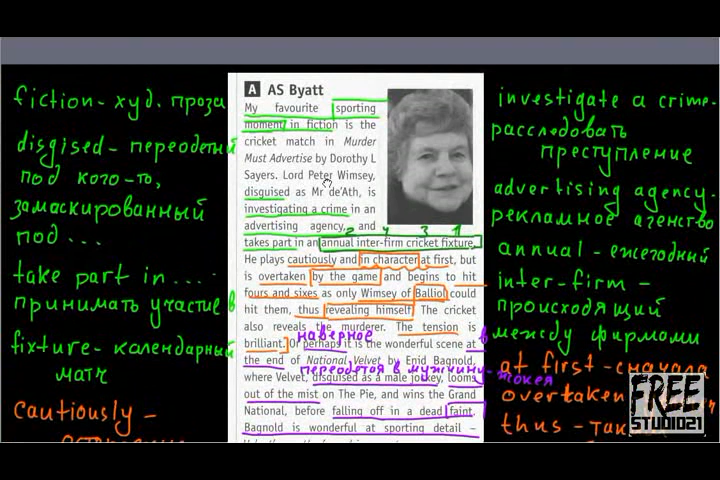 fiction - худ. проза
disgised - переодетый
под кого-то,
замаскированный
под ...
take part in ...
принимать участие в
fixture - календарный
матч
cautiously -
A AS Byatt
My favourite sporting
moment in fiction is the
cricket match in Murder
Must Advertise by Dorothy L
Sayers. Lord Peter Wimsey,
disguised as Mr de'Ath, is
investigating a crime in an
advertising agency, and
2 4 3 1
takes part in an annual inter-firm cricket fixture.
He plays cautiously and in character at first, but
is overtaken by the game and begins to hit
fours and sixes as only Wimsey of Balliol could
hit them, thus revealing himself. The cricket
also reveals the murderer. The tension is
наверное
brilliant. Or perhaps it is the wonderful scene at
в
the end of National Velvet by Enid Bagnold,
переодется в мужчину-жокея
where Velvet, disguised as a male jockey, looms
out of the mist on The Pie, and wins the Grand
National, before falling off in a dead faint.
Bagnold is wonderful at sporting detail –
investigate a crime -
расследовать
преступление
advertising agency -
рекламное агенство
annual - ежегодный
inter-firm -
происходящий
между фирмами
at first - сначала
overtaken
thus - так
FREE
STUDIO21